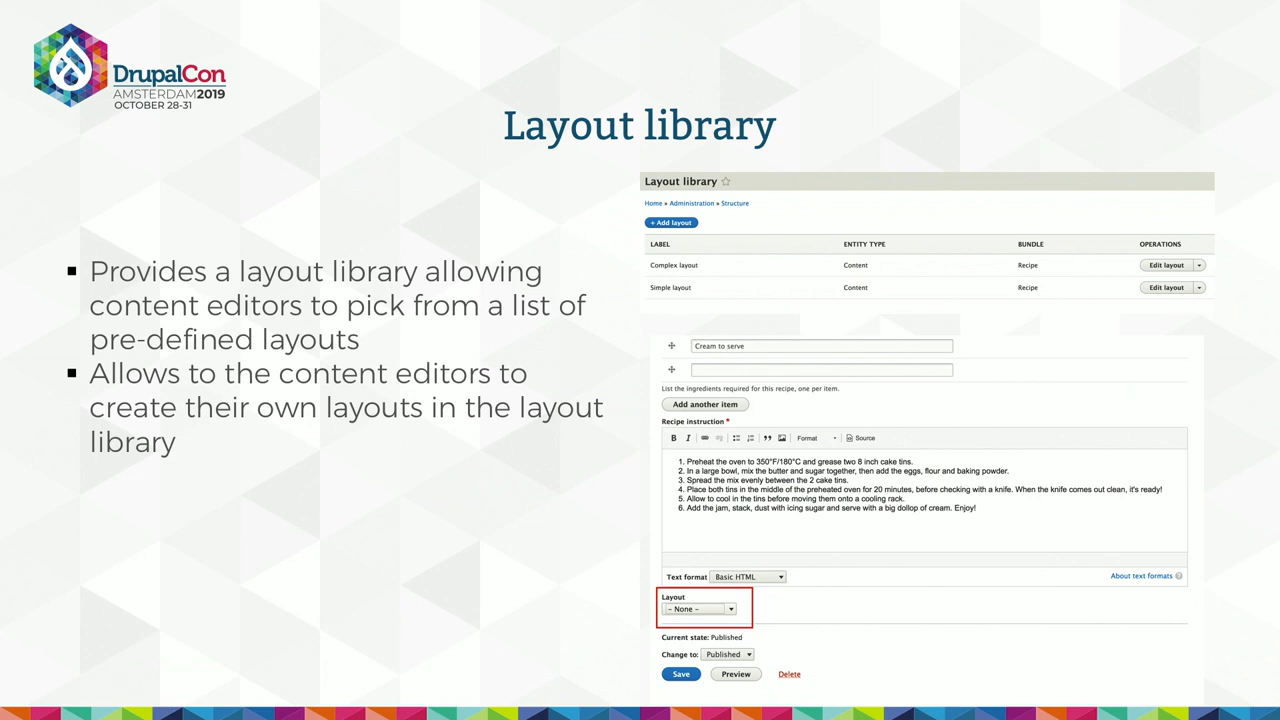 DrupalCon
AMSTERDAM2019
OCTOBER 28-31
Layout library
▪ Provides a layout library allowing
content editors to pick from a list of
pre-defined layouts
▪ Allows to the content editors to
create their own layouts in the layout
library
Layout library
Home » Administration » Structure
+ Add layout
LABEL ENTITY TYPE BUNDLE OPERATIONS
Complex layout Content Recipe Edit layout
Simple layout Content Recipe Edit layout
Cream to serve
List the ingredients required for this recipe, one per item.
Add another item
Recipe instruction *
B I Format Source
1. Preheat the oven to 350°F/180°C and grease two 8 inch cake tins.
2. In a large bowl, mix the butter and sugar together, then add the eggs, flour and baking powder.
3. Spread the mix evenly between the 2 cake tins.
4. Place both tins in the middle of the preheated oven for 20 minutes, before checking with a knife. When the knife comes out clean, it's ready!
5. Allow to cool in the tins before moving them onto a cooling rack.
6. Add the jam, stack, dust with icing sugar and serve with a big dollop of cream. Enjoy!
Text format Basic HTML About text formats ?
Layout
- None -
Current state: Published
Change to: Published
Save Preview Delete